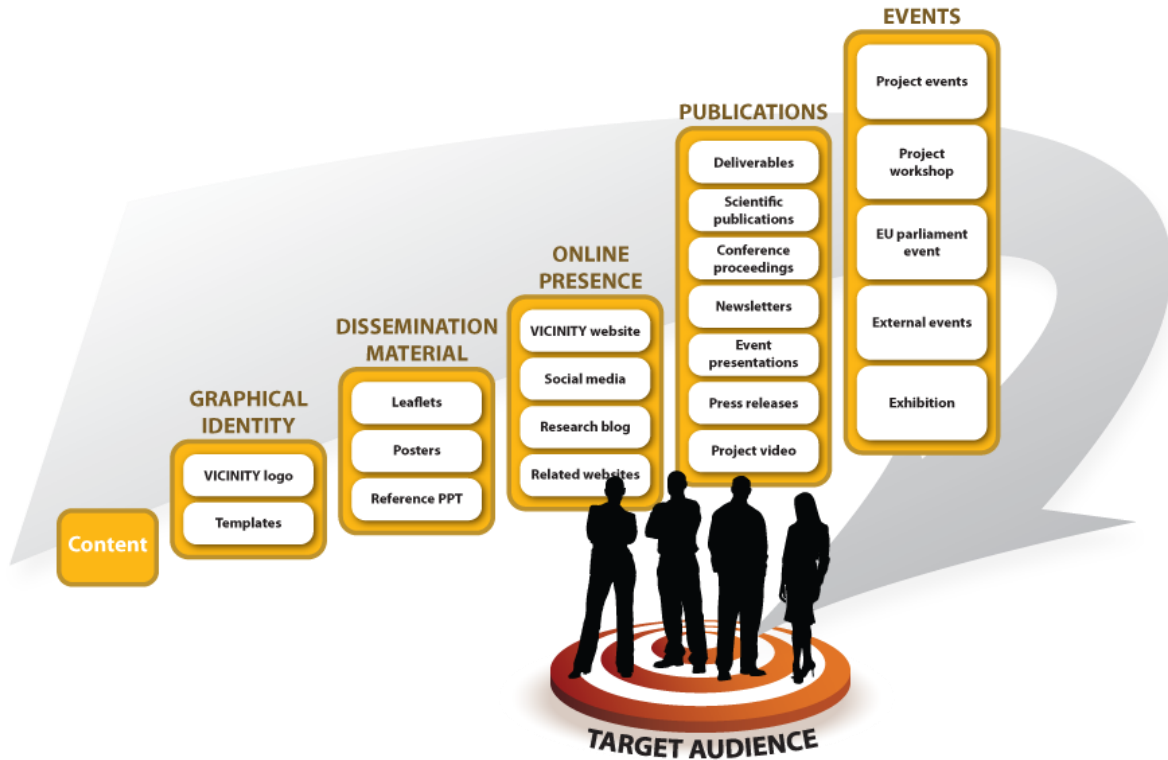 Content
GRAPHICAL
IDENTITY
VICINITY logo
Templates
DISSEMINATION
MATERIAL
Leaflets
Posters
Reference PPT
ONLINE
PRESENCE
VICINITY website
Social media
Research blog
Related websites
PUBLICATIONS
Deliverables
Scientific
publications
Conference
proceedings
Newsletters
Event
presentations
Press releases
Project video
EVENTS
Project events
Project
workshop
EU parliament
event
External events
Exhibition
TARGET AUDIENCE